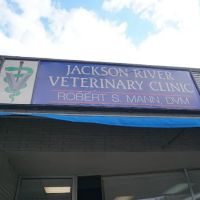 JACKSON RIVER
VETERINARY CLINIC
ROBERT S. MANN, DVM